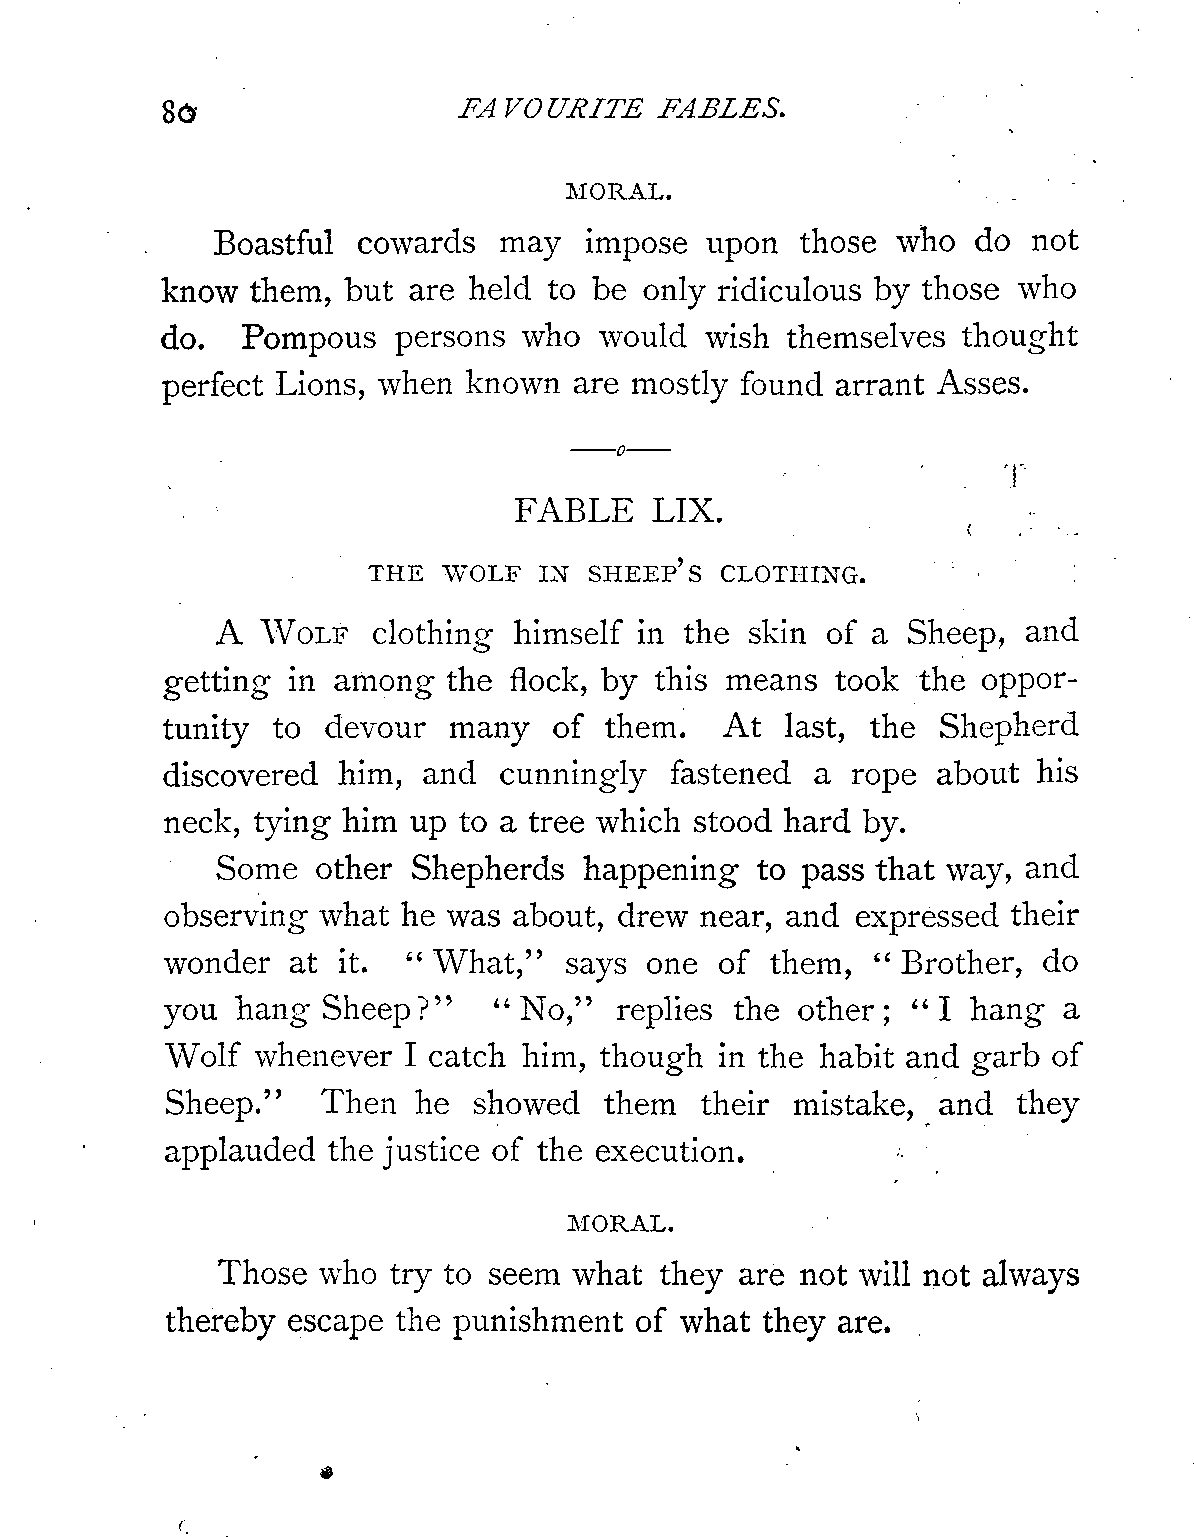 80 FAVOURITE FABLES.
MORAL.
Boastful cowards may impose upon those who do not
know them, but are held to be only ridiculous by those who
do. Pompous persons who would wish themselves thought
perfect Lions, when known are mostly found arrant Asses.
——o——
FABLE LIX.
THE WOLF IN SHEEP'S CLOTHING.
A WOLF clothing himself in the skin of a Sheep, and
getting in among the flock, by this means took the oppor-
tunity to devour many of them. At last, the Shepherd
discovered him, and cunningly fastened a rope about his
neck, tying him up to a tree which stood hard by.
Some other Shepherds happening to pass that way, and
observing what he was about, drew near, and expressed their
wonder at it. "What," says one of them, "Brother, do
you hang Sheep?" "No," replies the other; "I hang a
Wolf whenever I catch him, though in the habit and garb of
Sheep." Then he showed them their mistake, and they
applauded the justice of the execution.
MORAL.
Those who try to seem what they are not will not always
thereby escape the punishment of what they are.